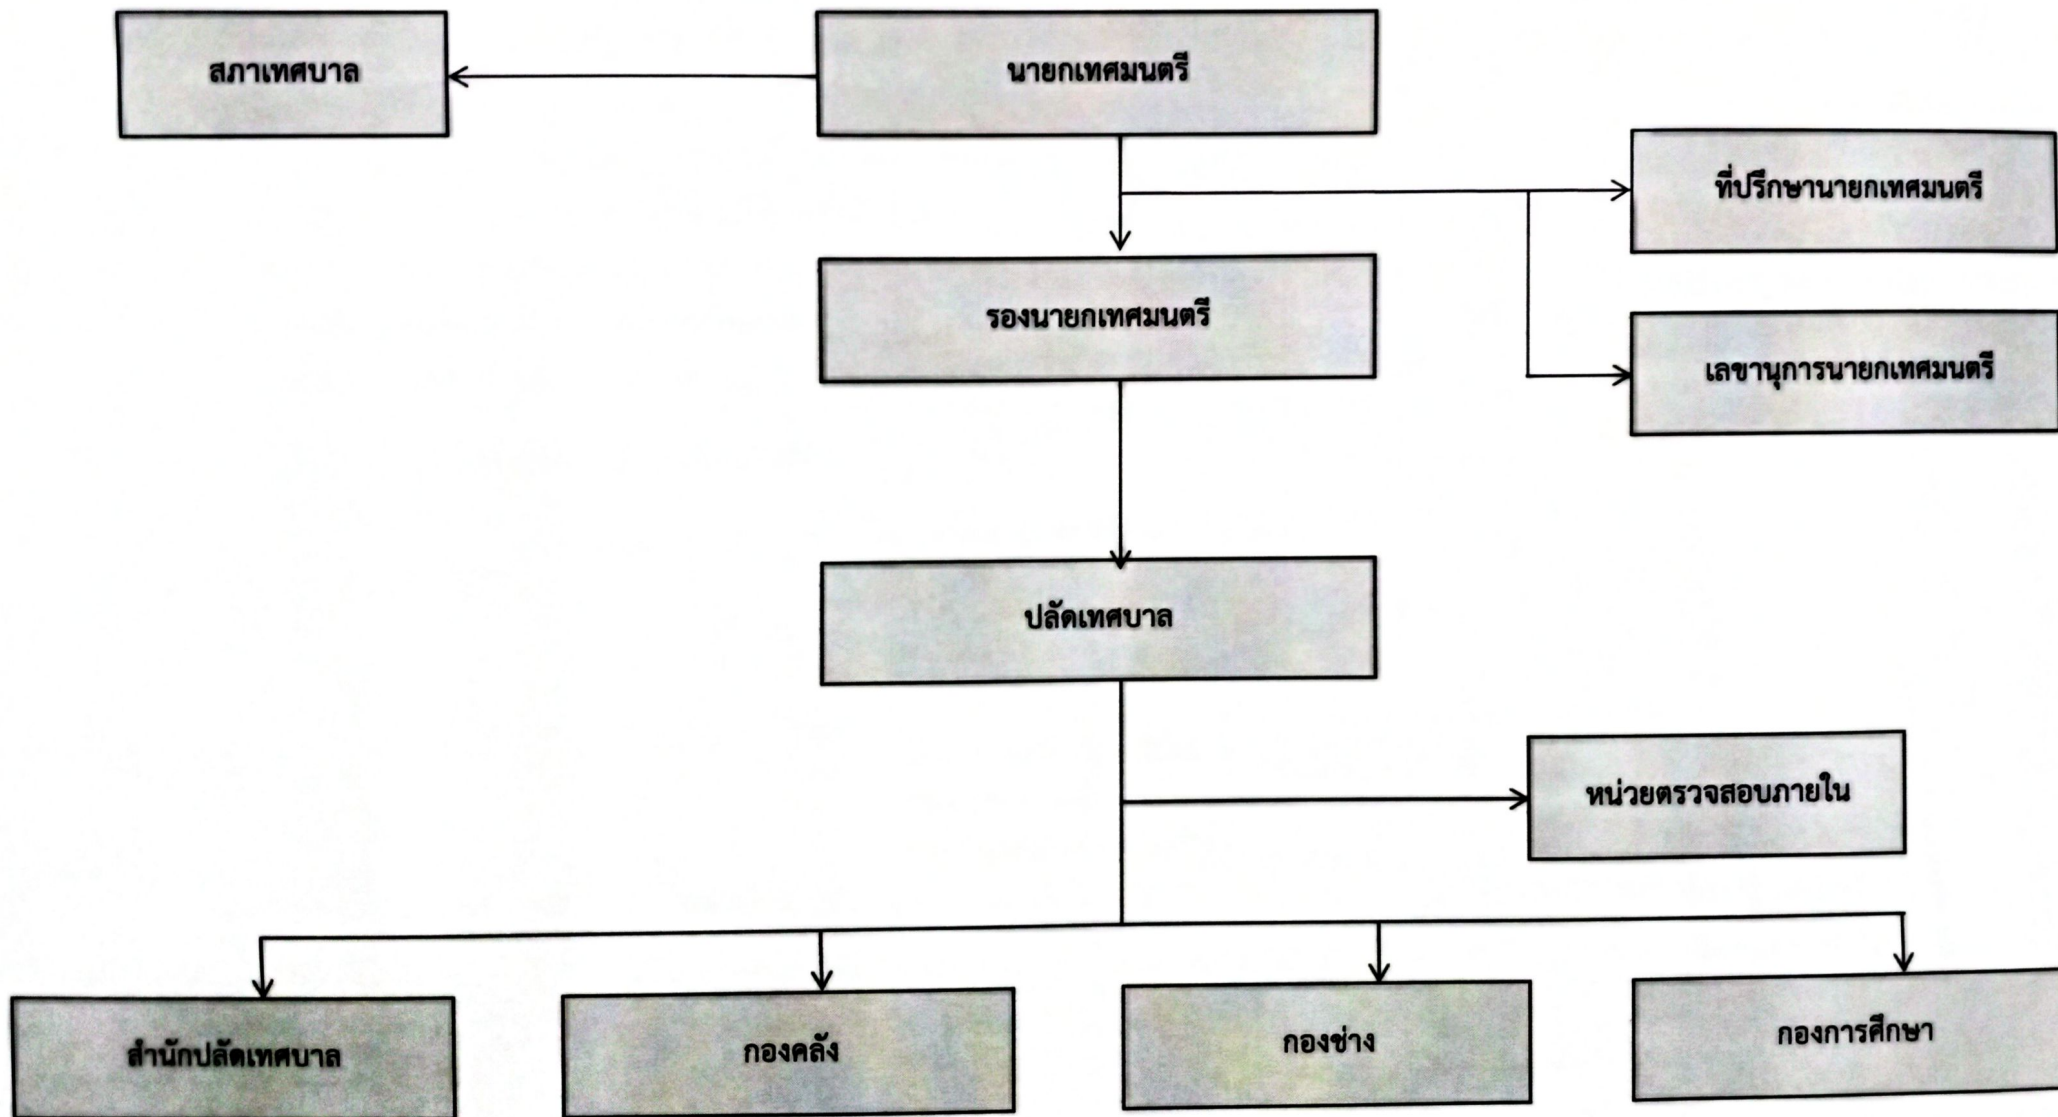 สภาเทศบาล
นายกเทศมนตรี
ที่ปรึกษานายกเทศมนตรี
รองนายกเทศมนตรี
เลขานุการนายกเทศมนตรี
ปลัดเทศบาล
หน่วยตรวจสอบภายใน
สำนักปลัดเทศบาล
กองคลัง
กองช่าง
กองการศึกษา